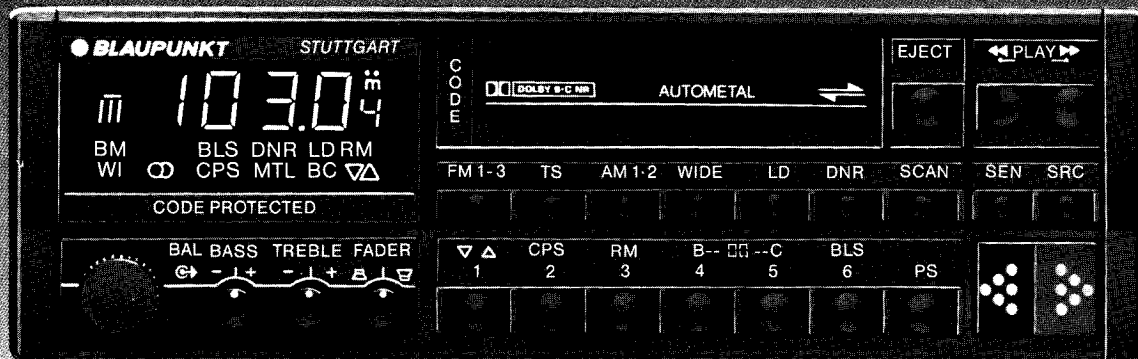 BLAUPUNKT STUTTGART
III 103.0 m 4
BM BLS DNR LD RM
WI CPS MTL BC
CODE PROTECTED
BAL BASS TREBLE FADER
- + - +
CODE
DOLBY B-C NR AUTOMETAL
EJECT PLAY
FM 1-3 TS AM 1·2 WIDE LD DNR SCAN SEN SRC
CPS RM B-- --C BLS
1 2 3 4 5 6 PS